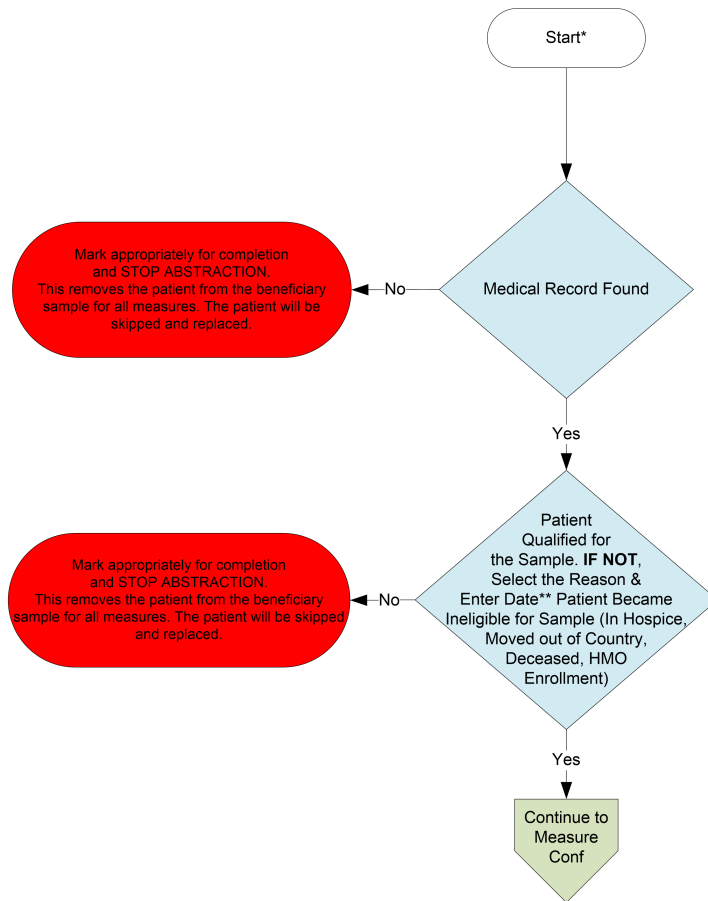 Start*
Medical Record Found
No
Mark appropriately for completion
and STOP ABSTRACTION.
This removes the patient from the beneficiary
sample for all measures. The patient will be
skipped and replaced.
Yes
Patient
Qualified for
the Sample. IF NOT,
Select the Reason &
Enter Date** Patient Became
Ineligible for Sample (In Hospice,
Moved out of Country,
Deceased, HMO
Enrollment)
No
Mark appropriately for completion
and STOP ABSTRACTION.
This removes the patient from the beneficiary
sample for all measures. The patient will be skipped
and replaced.
Yes
Continue to
Measure
Conf